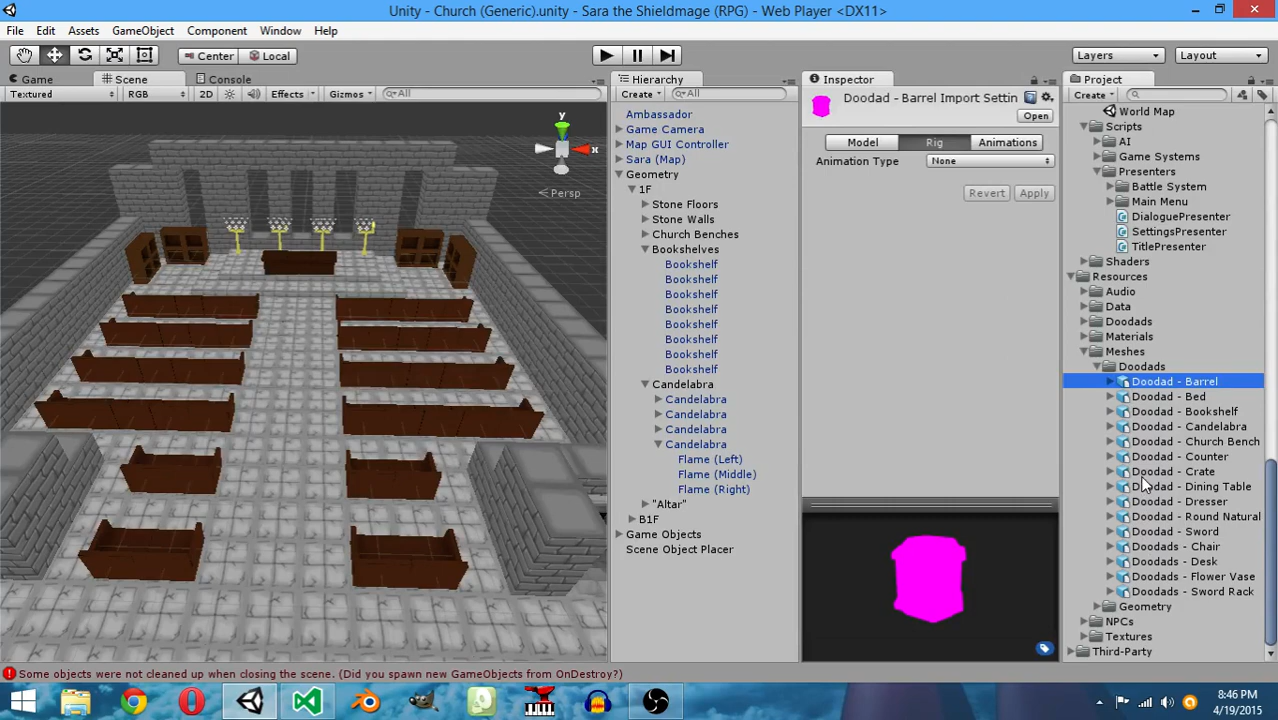 Unity - Church (Generic).unity - Sara the Shieldmage (RPG) - Web Player <DX11>
File Edit Assets GameObject Component Window Help
Center Local Layers Layout
Game Scene Console
Textured RGB 2D Effects Gizmos All
y
x
Persp
Hierarchy
Create All
Ambassador
Game Camera
Map GUI Controller
Sara (Map)
Geometry
1F
Stone Floors
Stone Walls
Church Benches
Bookshelves
Bookshelf
Bookshelf
Bookshelf
Bookshelf
Bookshelf
Bookshelf
Bookshelf
Bookshelf
Candelabra
Candelabra
Candelabra
Candelabra
Candelabra
Flame (Left)
Flame (Middle)
Flame (Right)
"Altar"
B1F
Game Objects
Scene Object Placer
Inspector
Doodad - Barrel Import Settin
Open
Model Rig Animations
Animation Type None
Revert Apply
Project
Create
World Map
Scripts
AI
Game Systems
Presenters
Battle System
Main Menu
DialoguePresenter
SettingsPresenter
TitlePresenter
Shaders
Resources
Audio
Data
Doodads
Materials
Meshes
Doodads
Doodad - Barrel
Doodad - Bed
Doodad - Bookshelf
Doodad - Candelabra
Doodad - Church Bench
Doodad - Counter
Doodad - Crate
Doodad - Dining Table
Doodad - Dresser
Doodad - Round Natural
Doodad - Sword
Doodads - Chair
Doodads - Desk
Doodads - Flower Vase
Doodads - Sword Rack
Geometry
NPCs
Textures
Third-Party
Some objects were not cleaned up when closing the scene. (Did you spawn new GameObjects from OnDestroy?)
8:46 PM
4/19/2015